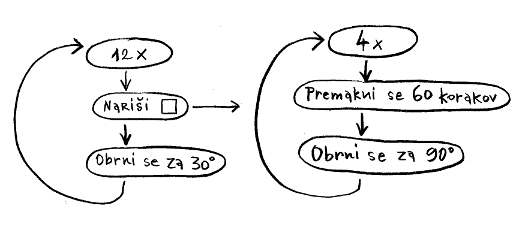 12 x
Nariši
Obrni se za 30°
4 x
Premakni se 60 korakov
Obrni se za 90°